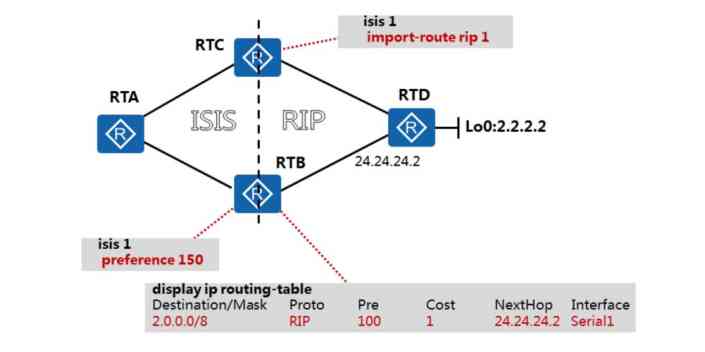 isis 1
import-route rip 1
RTC
R
RTA
R
ISIS
RIP
RTD
R
Lo0:2.2.2.2
RTB
24.24.24.2
R
isis 1
preference 150
display ip routing-table
Destination/Mask Proto Pre Cost NextHop Interface
2.0.0.0/8 RIP 100 1 24.24.24.2 Serial1